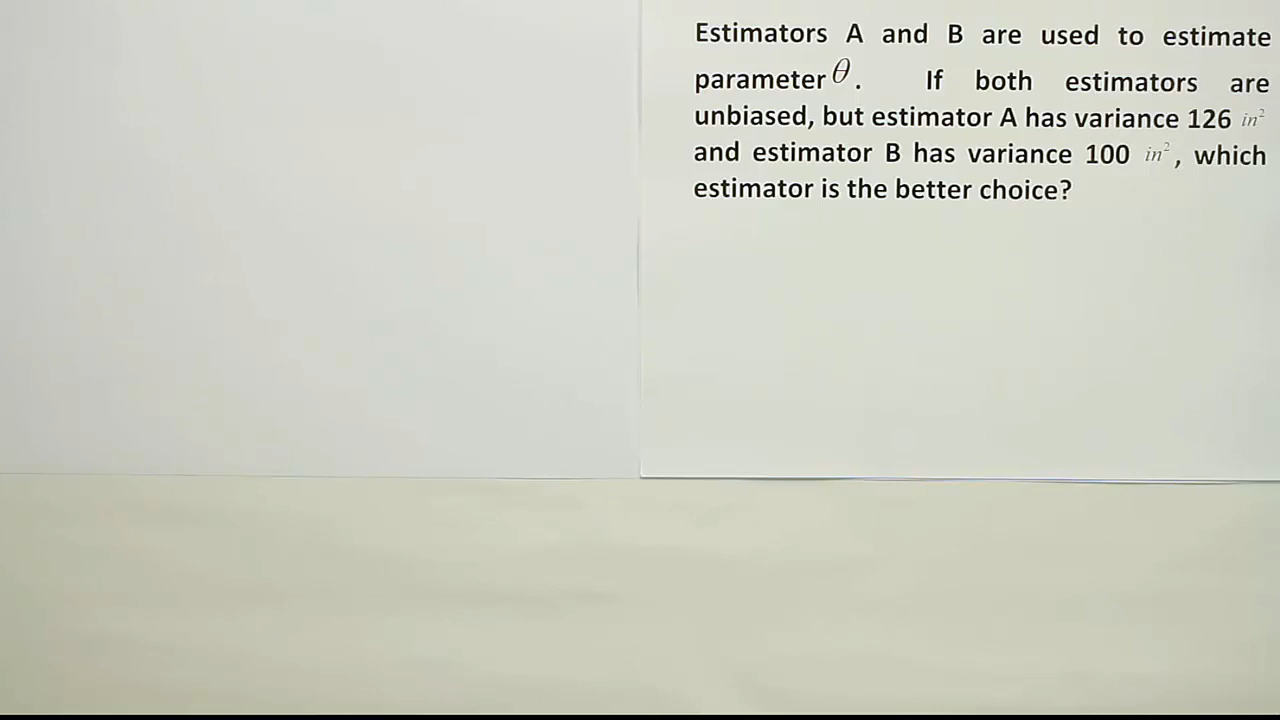 Estimators A and B are used to estimate
parameter θ. If both estimators are
unbiased, but estimator A has variance 126 in²
and estimator B has variance 100 in², which
estimator is the better choice?